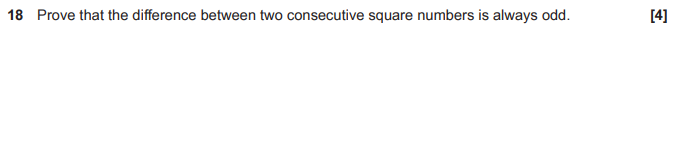 18 Prove that the difference between two consecutive square numbers is always odd. [4]